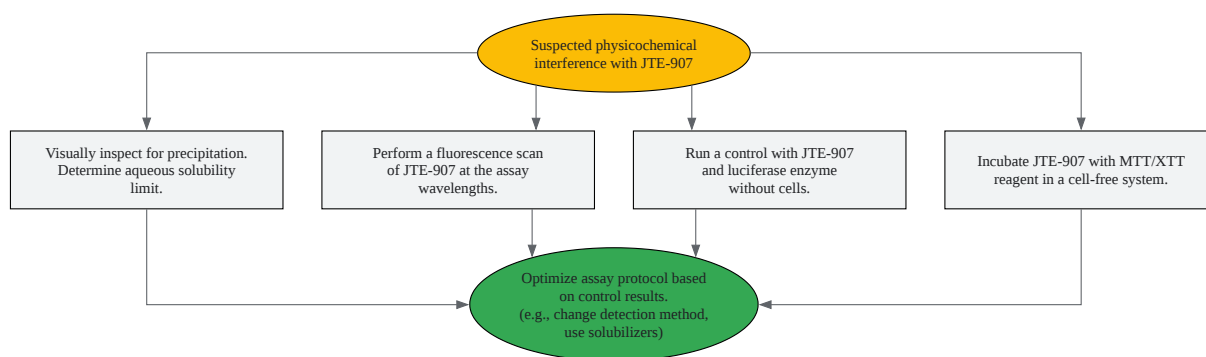 Suspected physicochemical
interference with JTE-907
Visually inspect for precipitation.
Determine aqueous solubility
limit.
Perform a fluorescence scan
of JTE-907 at the assay
wavelengths.
Run a control with JTE-907
and luciferase enzyme
without cells.
Incubate JTE-907 with MTT/XTT
reagent in a cell-free system.
Optimize assay protocol based
on control results.
(e.g., change detection method,
use solubilizers)